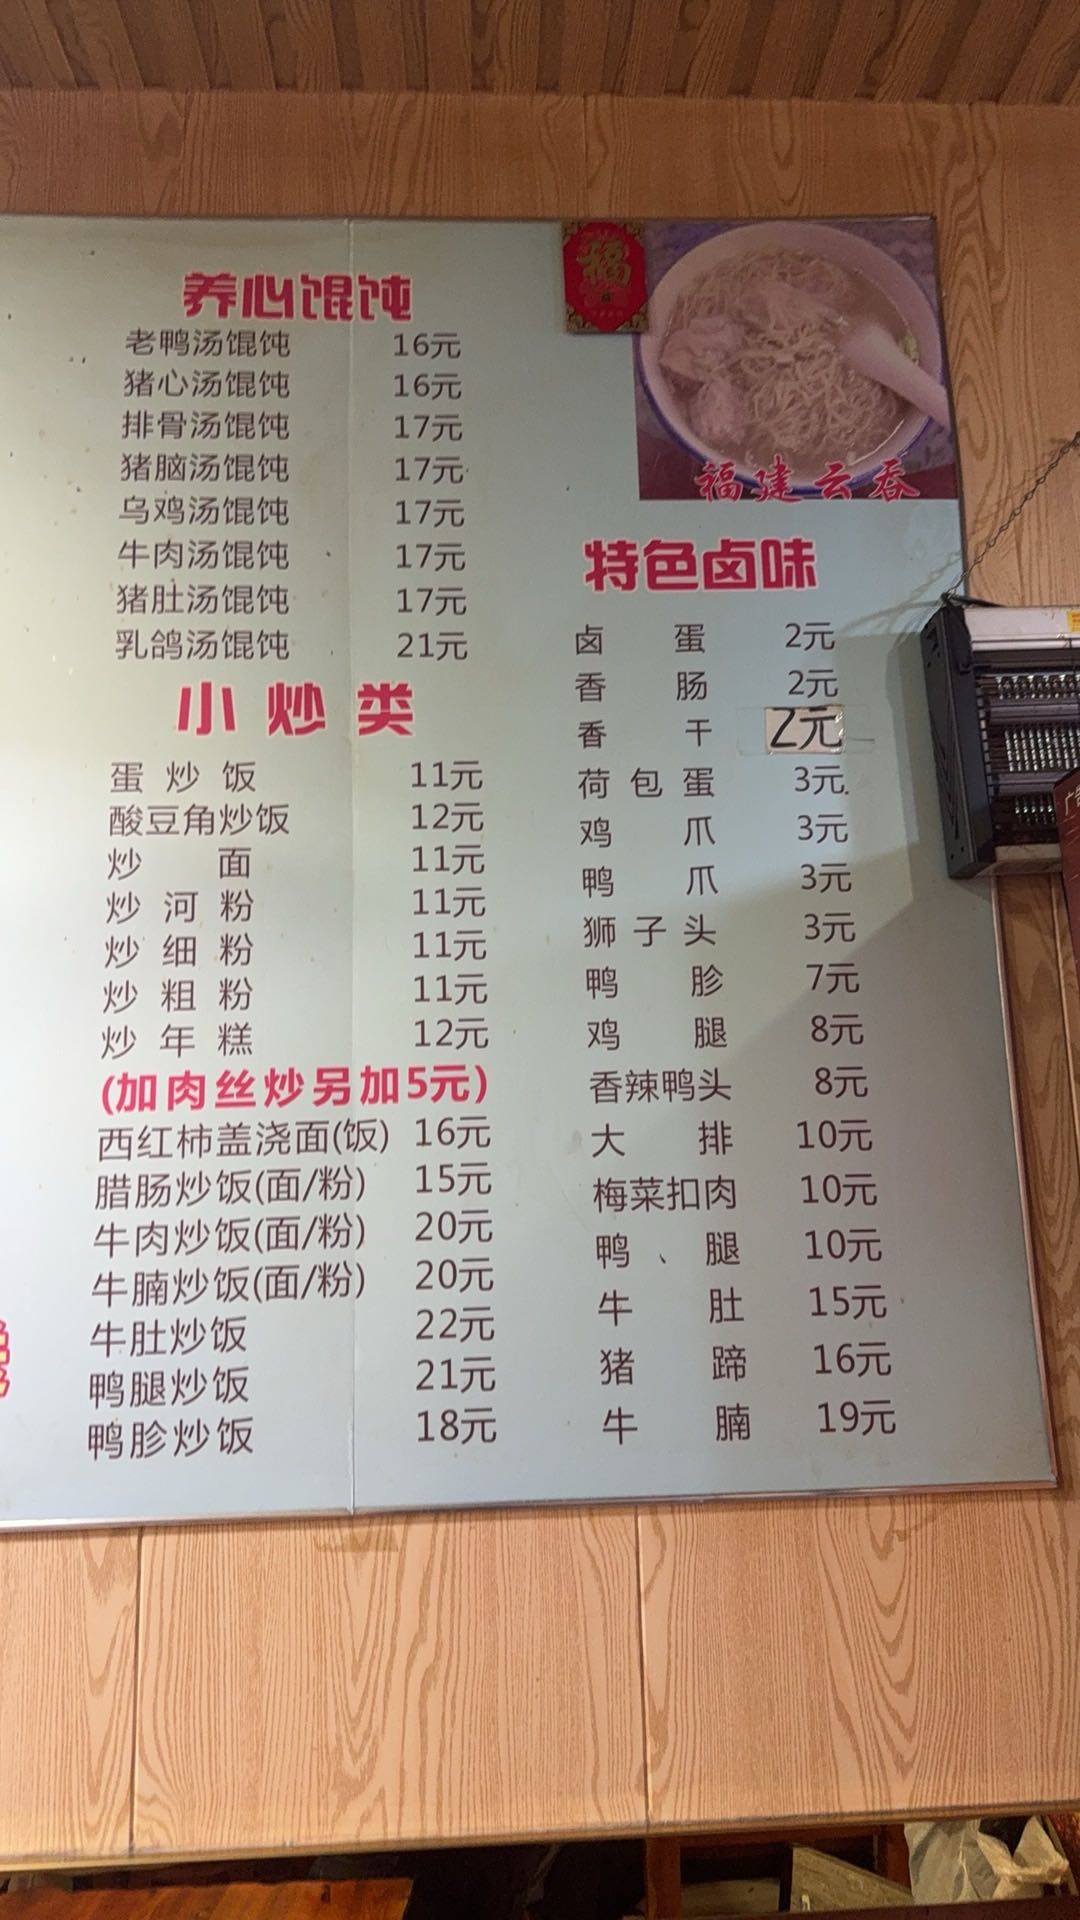 养心馄饨
老鸭汤馄饨 16元
猪心汤馄饨 16元
排骨汤馄饨 17元
猪脑汤馄饨 17元
乌鸡汤馄饨 17元
牛肉汤馄饨 17元
猪肚汤馄饨 17元
乳鸽汤馄饨 21元
小炒类
蛋炒饭 11元
酸豆角炒饭 12元
炒面 11元
炒河粉 11元
炒细粉 11元
炒粗粉 11元
炒年糕 12元
(加肉丝炒另加5元)
西红柿盖浇面(饭) 16元
腊肠炒饭(面/粉) 15元
牛肉炒饭(面/粉) 20元
牛腩炒饭(面/粉) 20元
牛肚炒饭 22元
鸭腿炒饭 21元
鸭胗炒饭 18元
福
福建云吞
特色卤味
卤蛋 2元
香肠 2元
香干 2元
荷包蛋 3元
鸡爪 3元
鸭爪 3元
狮子头 3元
鸭胗 7元
鸡腿 8元
香辣鸭头 8元
大排 10元
梅菜扣肉 10元
鸭腿 10元
牛肚 15元
猪蹄 16元
牛腩 19元